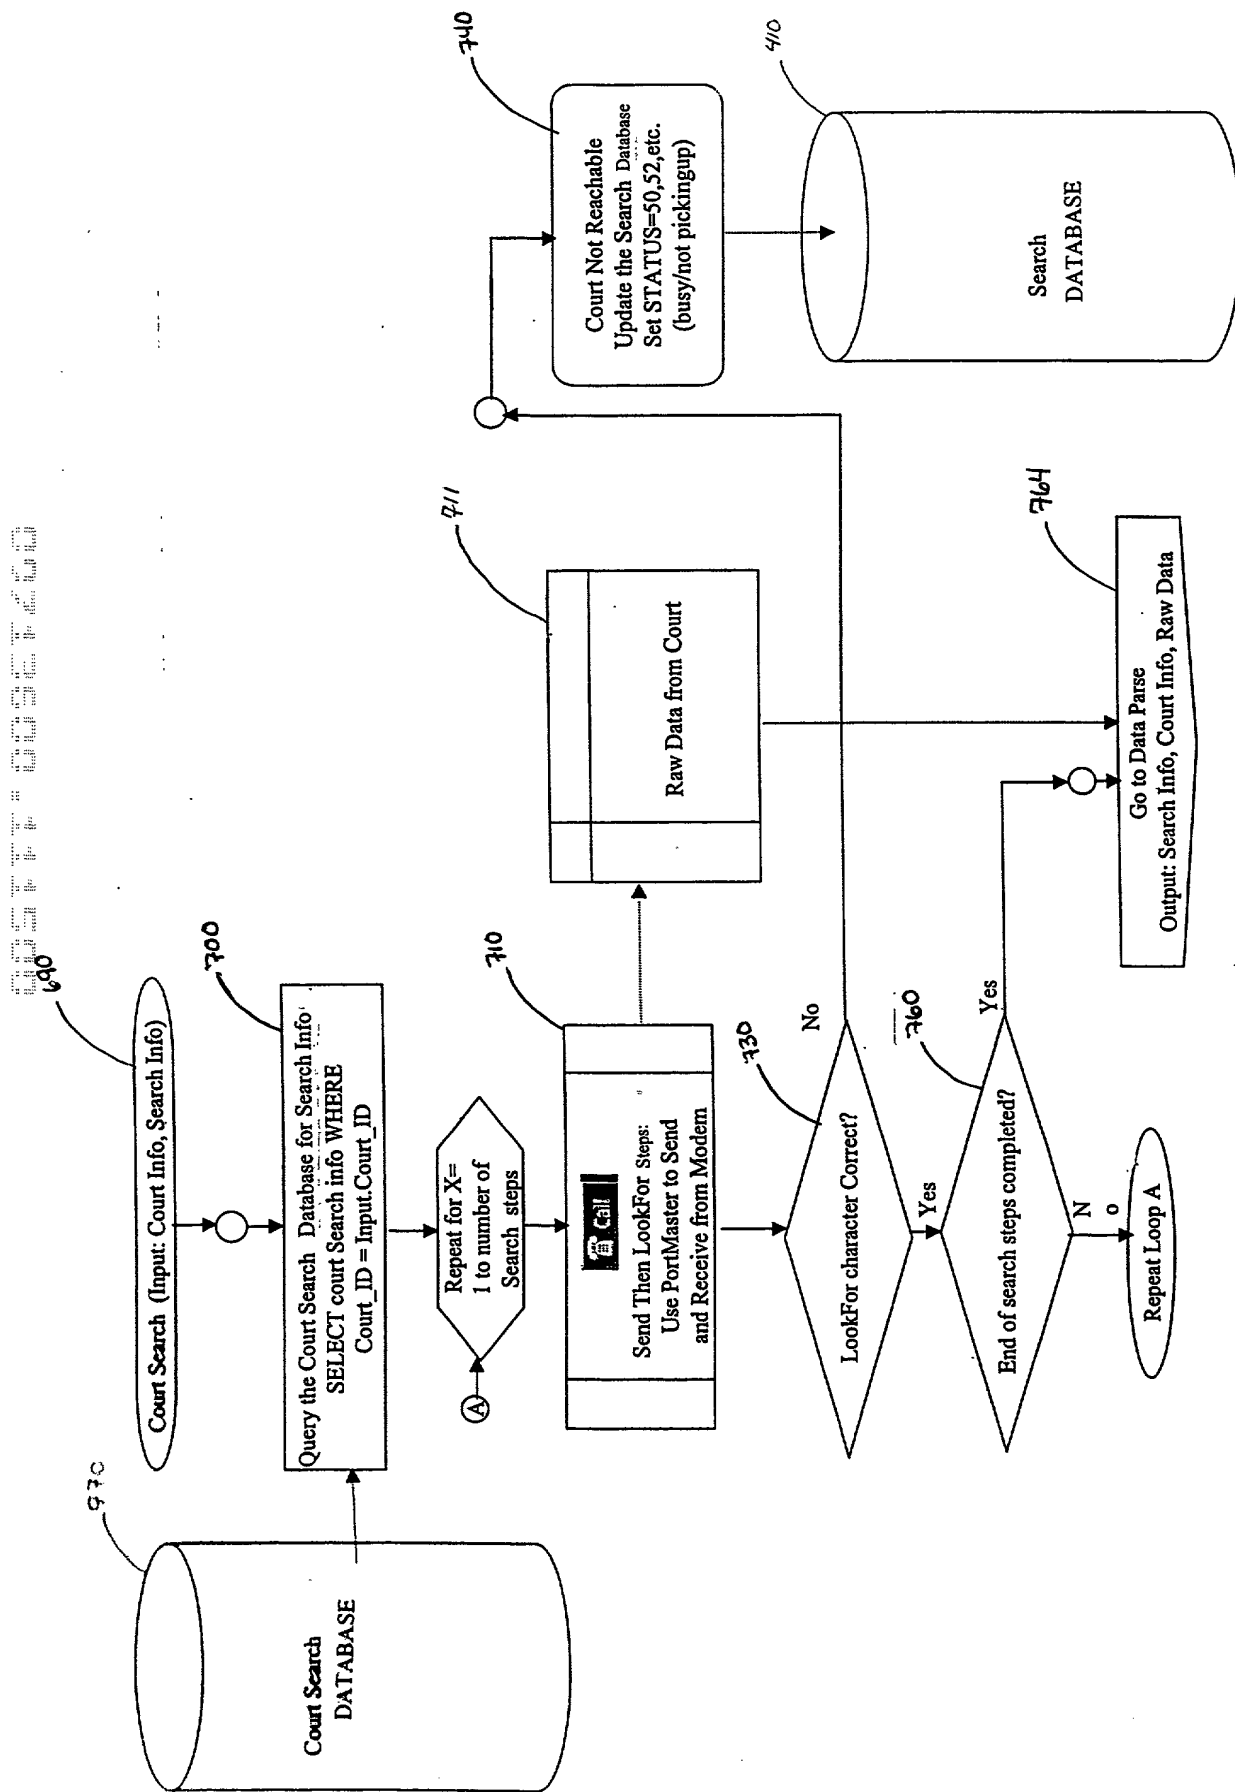 690
Court Search (Input: Court Info, Search Info)
970
Court Search
DATABASE
700
Query the Court Search Database for Search Info
SELECT court Search info WHERE
Court_ID = Input.Court_ID
A
Repeat for X=
1 to number of
Search steps
710
Call
Send Then LookFor Steps:
Use PortMaster to Send
and Receive from Modem
711
Raw Data from Court
730
LookFor character Correct?
No
Yes
740
Court Not Reachable
Update the Search Database
Set STATUS=50,52,etc.
(busy/not pickingup)
410
Search
DATABASE
760
End of search steps completed?
Yes
N
o
Repeat Loop A
764
Go to Data Parse
Output: Search Info, Court Info, Raw Data